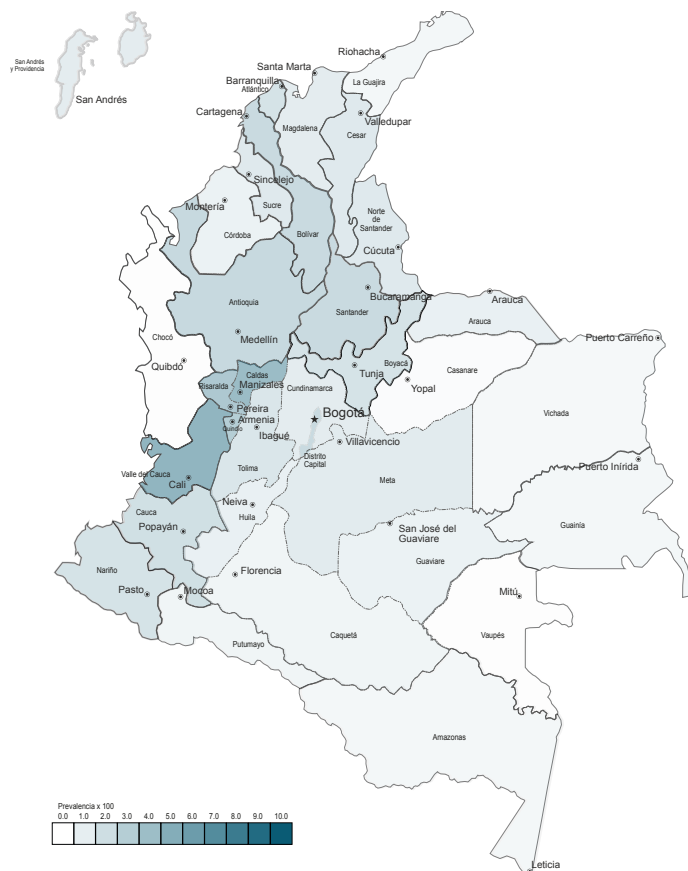 San Andrés
y Providencia
San Andrés
Riohacha
Santa Marta
La Guajira
Barranquilla
Atlántico
Cartagena
Magdalena
Valledupar
Cesar
Sincelejo
Montería
Sucre
Norte
de
Santander
Córdoba
Bolívar
Cúcuta
Bucaramanga
Arauca
Antioquia
Santander
Arauca
Medellín
Puerto Carreño
Chocó
Quibdó
Boyacá
Tunja
Casanare
Caldas
Yopal
Risaralda
Manizales
Cundinamarca
Pereira
Vichada
Armenia
Bogotá
Quindío
Ibagué
Villavicencio
Distrito
Capital
Puerto Inírida
Tolima
Valle del Cauca
Cali
Meta
Neiva
Cauca
Huila
Popayán
San José del
Guaviare
Guainía
Guaviare
Nariño
Florencia
Pasto
Mocoa
Mitú
Caquetá
Vaupés
Putumayo
Amazonas
Leticia
Prevalencia x 100
0.0 1.0 2.0 3.0 4.0 5.0 6.0 7.0 8.0 9.0 10.0